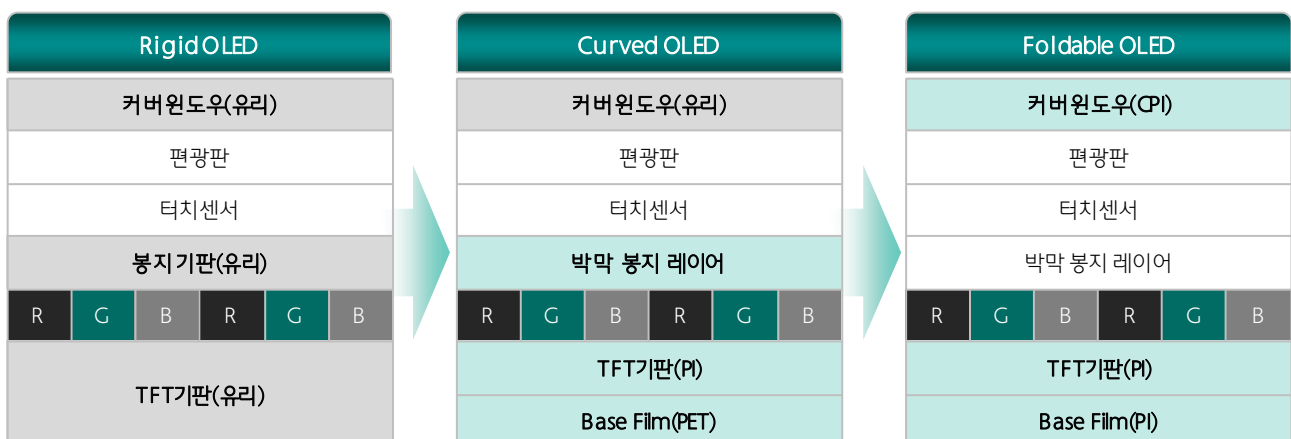 Rigid OLED
커버윈도우(유리)
편광판
터치센서
봉지 기판(유리)
R G B R G B
TFT기판(유리)
Curved OLED
커버윈도우(유리)
편광판
터치센서
박막 봉지 레이어
R G B R G B
TFT기판(PI)
Base Film(PET)
Foldable OLED
커버윈도우(CPI)
편광판
터치센서
박막 봉지 레이어
R G B R G B
TFT기판(PI)
Base Film(PI)